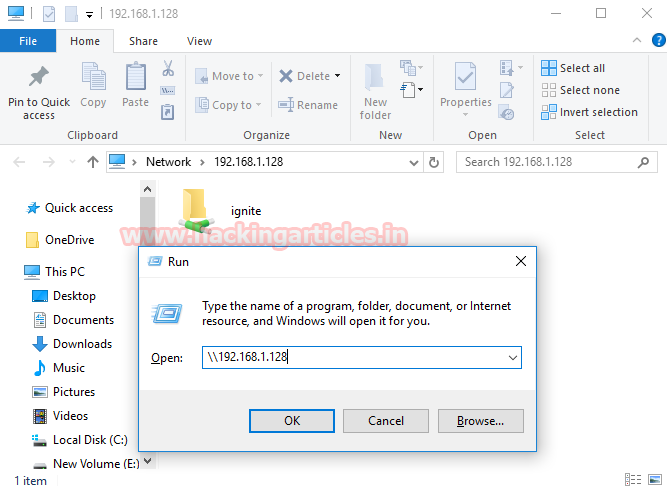 192.168.1.128
File
Home
Share
View
Pin to Quick access
Copy
Paste
Move to
Copy to
Delete
Rename
New folder
Properties
Select all
Select none
Invert selection
Clipboard
Organize
New
Open
Select
Network > 192.168.1.128
Search 192.168.1.128
Quick access
OneDrive
This PC
Desktop
Documents
Downloads
Music
Pictures
Videos
Local Disk (C:)
New Volume (E:)
ignite
www.hackingarticles.in
Run
Type the name of a program, folder, document, or Internet
resource, and Windows will open it for you.
Open:
\\192.168.1.128
OK
Cancel
Browse...
1 item